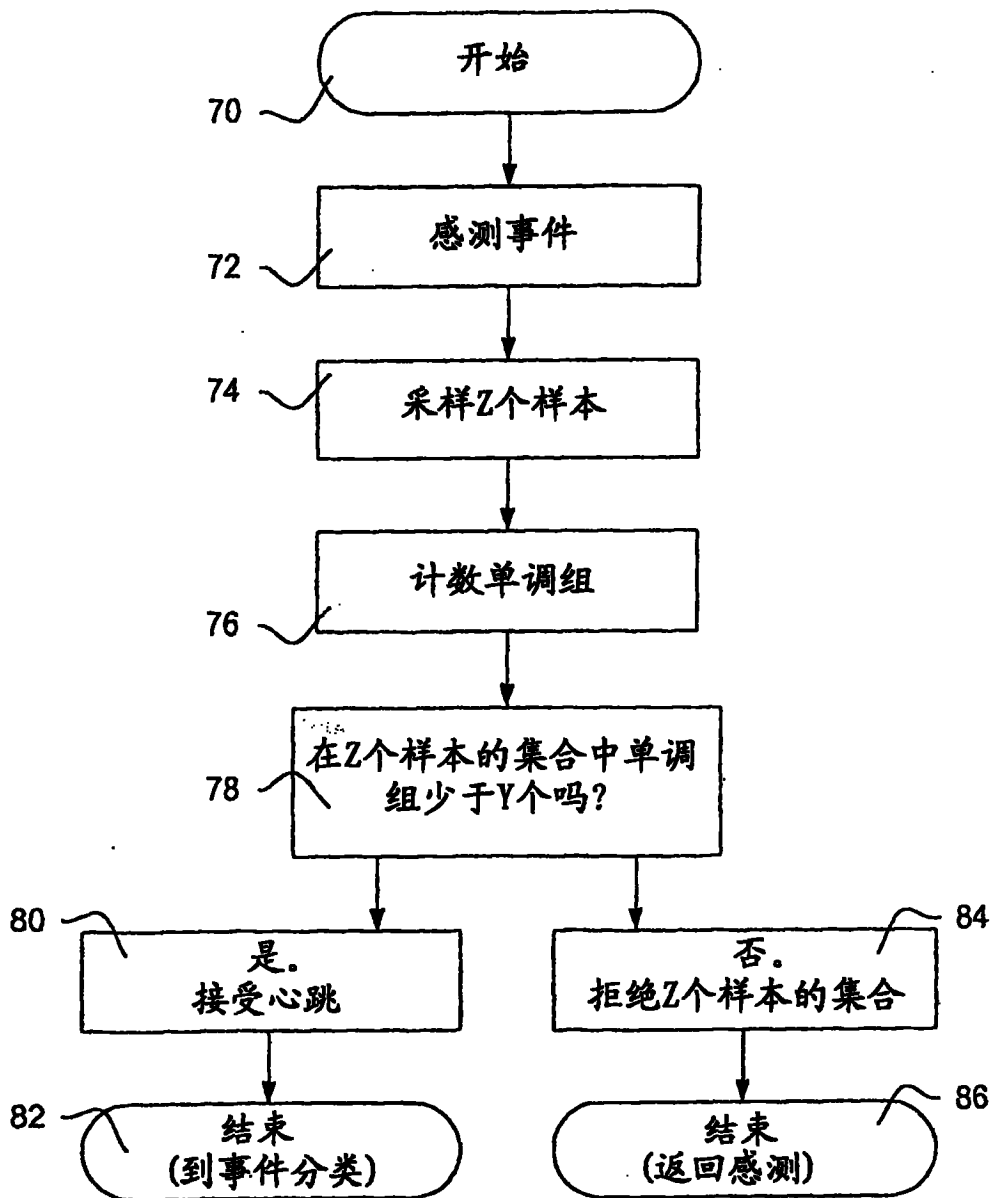 开始
70
感测事件
72
采样Z个样本
74
计数单调组
76
在Z个样本的集合中单调
组少于Y个吗?
78
80
是。
接受心跳
84
否。
拒绝Z个样本的集合
82
结束
(到事件分类)
86
结束
(返回感测)